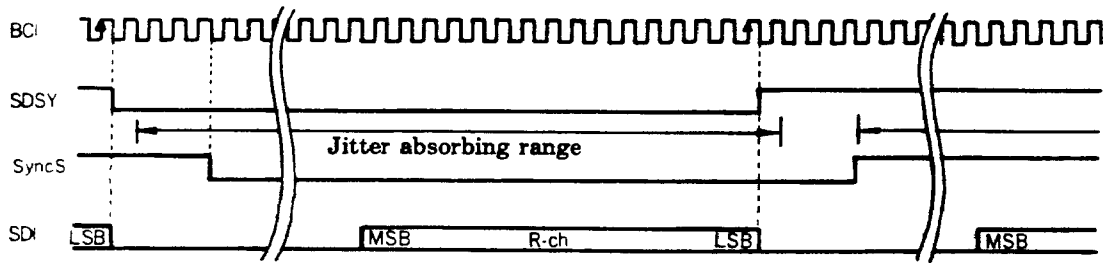 BCI
SDSY
Jitter absorbing range
SyncS
SDI LSB MSB R-ch LSB MSB